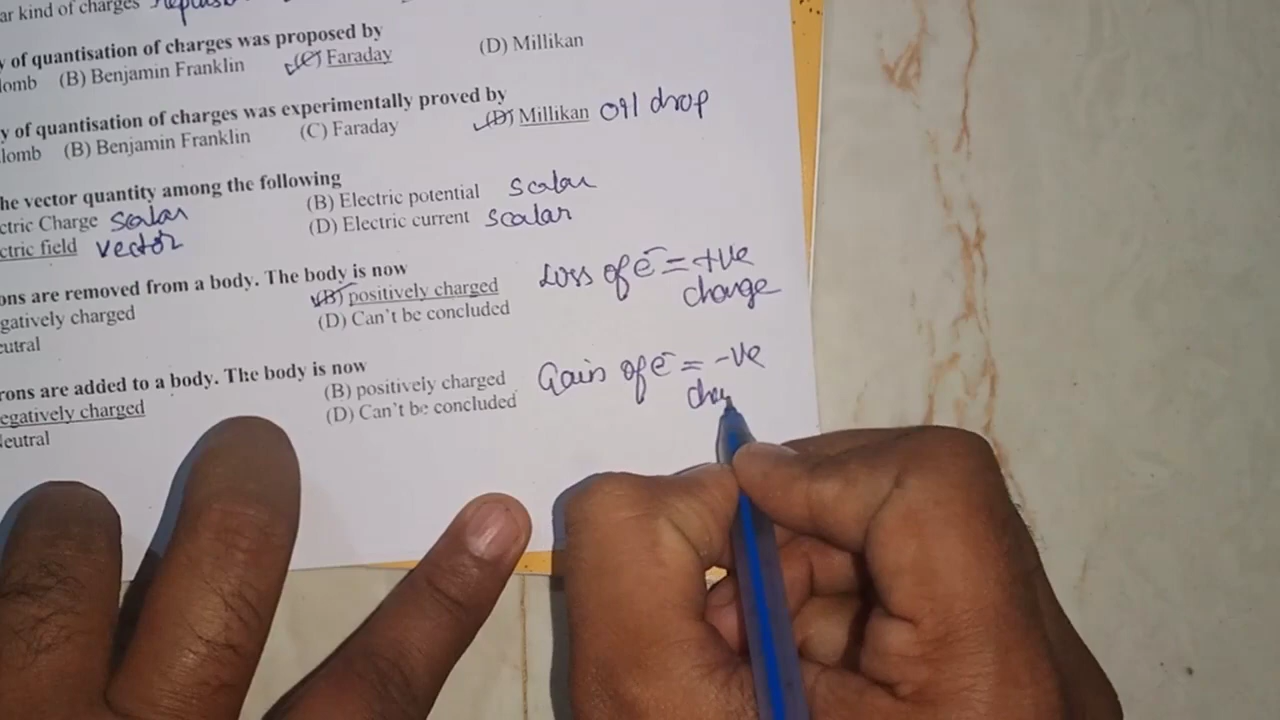 ar kind of charges
y of quantisation of charges was proposed by
lomb (B) Benjamin Franklin (C) Faraday (D) Millikan
y of quantisation of charges was experimentally proved by
lomb (B) Benjamin Franklin (C) Faraday (D) Millikan Oil drop
he vector quantity among the following
ctric Charge scalar (B) Electric potential scalar
ctric field vector (D) Electric current scalar
ons are removed from a body. The body is now
gatively charged (B) positively charged Loss of e⁻ = +ve
charge
eutral (D) Can't be concluded
rons are added to a body. The body is now
egatively charged (B) positively charged Gain of e⁻ = -ve
cha
eutral (D) Can't be concluded